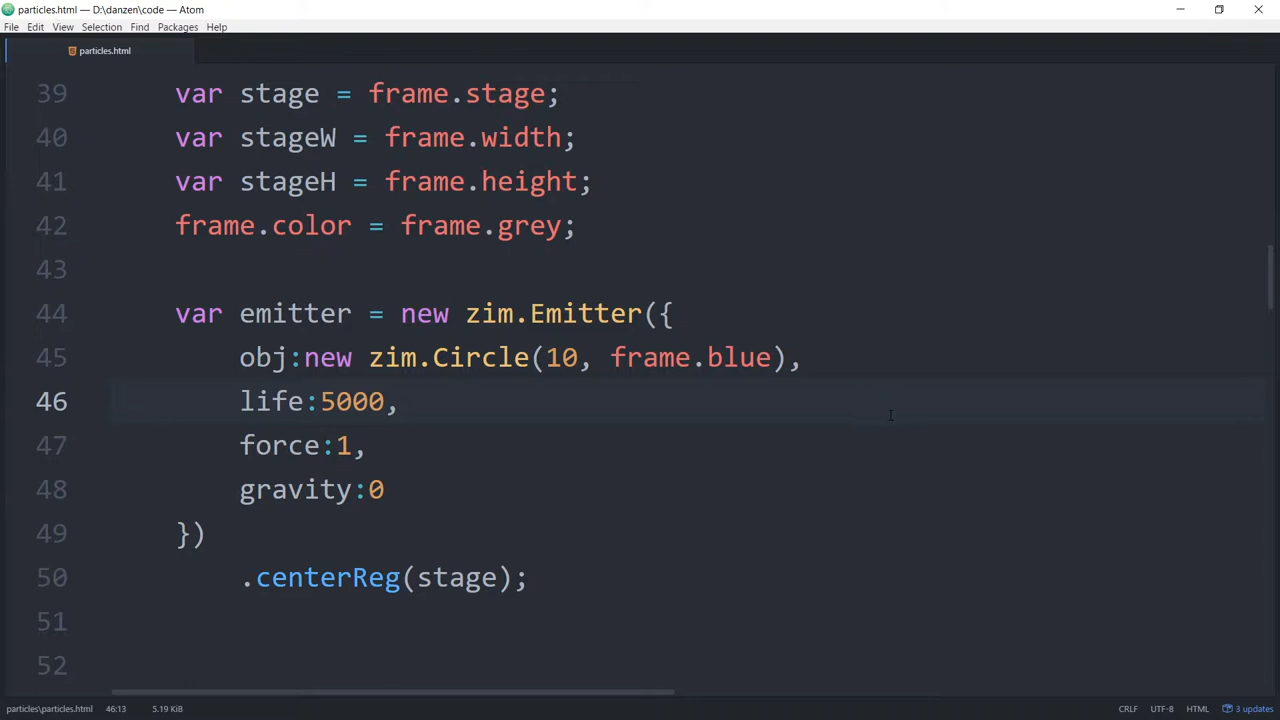 particles.html — D:\danzen\code — Atom
File Edit View Selection Find Packages Help
particles.html
39 var stage = frame.stage;
40 var stageW = frame.width;
41 var stageH = frame.height;
42 frame.color = frame.grey;
43
44 var emitter = new zim.Emitter({
45 obj:new zim.Circle(10, frame.blue),
46 life:5000,
47 force:1,
48 gravity:0
49 })
50 .centerReg(stage);
51
52
particles\particles.html 46:13 5.19 KiB CRLF UTF-8 HTML 3 updates